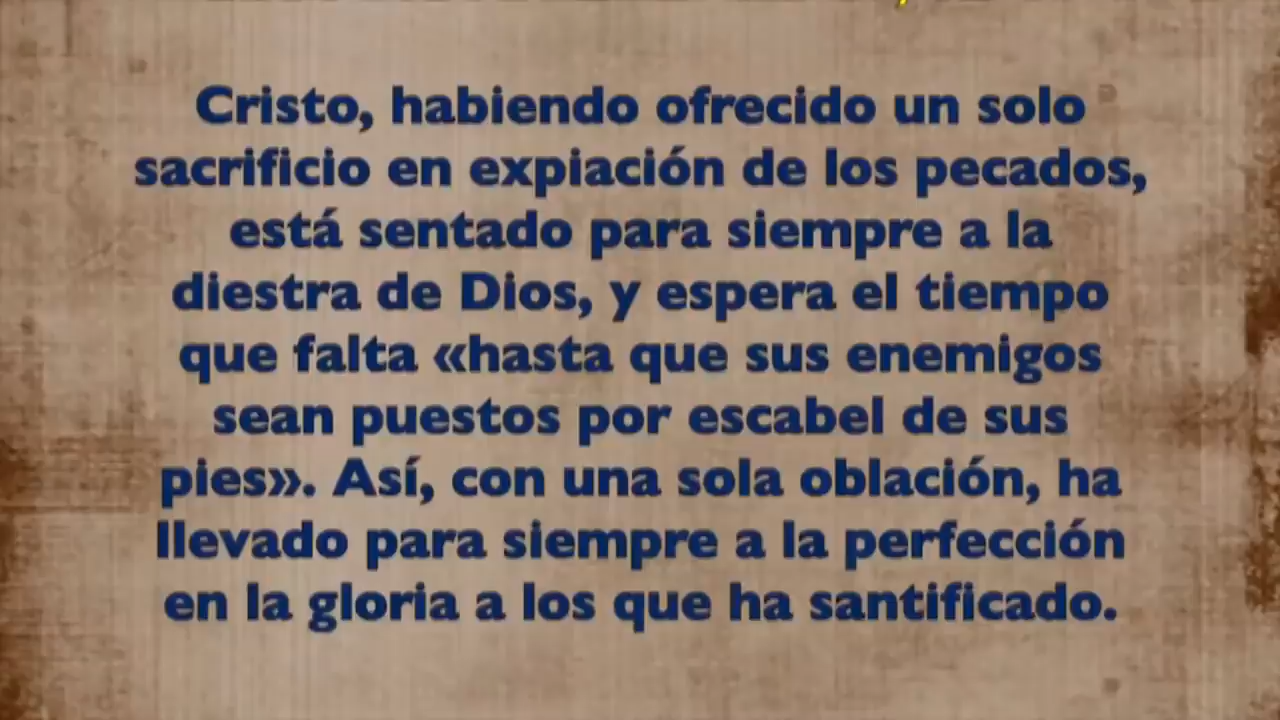 Cristo, habiendo ofrecido un solo
sacrificio en expiación de los pecados,
está sentado para siempre a la
diestra de Dios, y espera el tiempo
que falta «hasta que sus enemigos
sean puestos por escabel de sus
pies». Así, con una sola oblación, ha
llevado para siempre a la perfección
en la gloria a los que ha santificado.